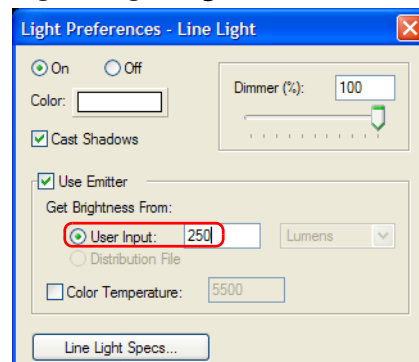 Light Preferences - Line Light
On Off
Color:
Dimmer (%): 100
Cast Shadows
Use Emitter
Get Brightness From:
User Input: 250 Lumens
Distribution File
Color Temperature: 5500
Line Light Specs...